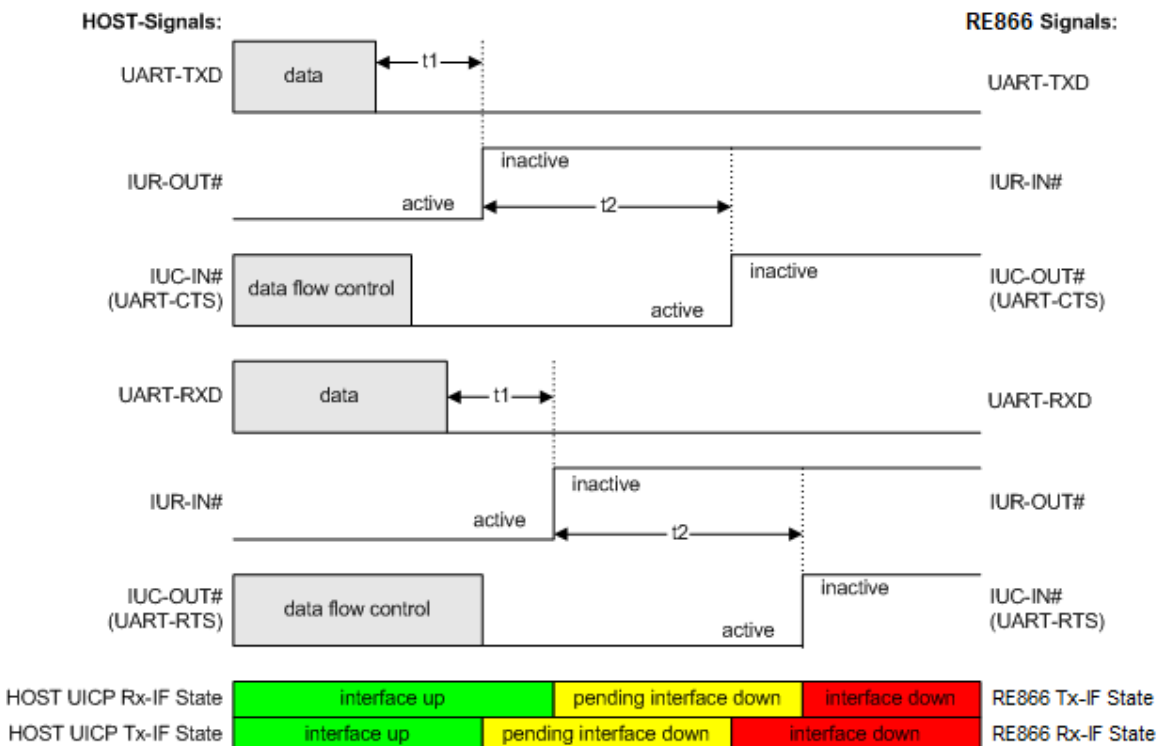 HOST-Signals: RE866 Signals:
UART-TXD data t1 UART-TXD
inactive
IUR-OUT# IUR-IN#
active t2
IUC-IN# inactive IUC-OUT#
(UART-CTS) data flow control (UART-CTS)
active
UART-RXD data t1 UART-RXD
inactive
IUR-IN# IUR-OUT#
active t2
IUC-OUT# inactive IUC-IN#
(UART-RTS) data flow control (UART-RTS)
active
HOST UICP Rx-IF State interface up pending interface down interface down RE866 Tx-IF State
HOST UICP Tx-IF State interface up pending interface down interface down RE866 Rx-IF State